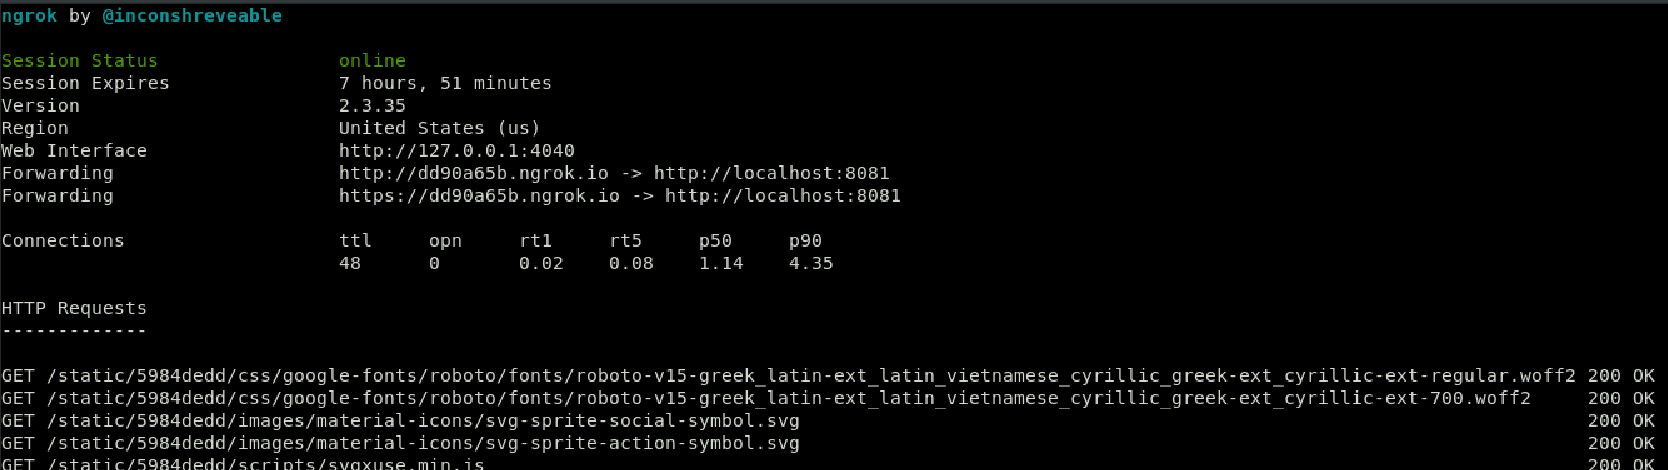 ngrok by @inconshreveable
Session Status online
Session Expires 7 hours, 51 minutes
Version 2.3.35
Region United States (us)
Web Interface http://127.0.0.1:4040
Forwarding http://dd90a65b.ngrok.io -> http://localhost:8081
Forwarding https://dd90a65b.ngrok.io -> http://localhost:8081
Connections ttl opn rt1 rt5 p50 p90
48 0 0.02 0.08 1.14 4.35
HTTP Requests
-------------
GET /static/5984dedd/css/google-fonts/roboto/fonts/roboto-v15-greek_latin-ext_latin_vietnamese_cyrillic_greek-ext_cyrillic-ext-regular.woff2 200 OK
GET /static/5984dedd/css/google-fonts/roboto/fonts/roboto-v15-greek_latin-ext_latin_vietnamese_cyrillic_greek-ext_cyrillic-ext-700.woff2 200 OK
GET /static/5984dedd/images/material-icons/svg-sprite-social-symbol.svg 200 OK
GET /static/5984dedd/images/material-icons/svg-sprite-action-symbol.svg 200 OK
GET /static/5984dedd/scripts/svgxuse.min.js 200 OK